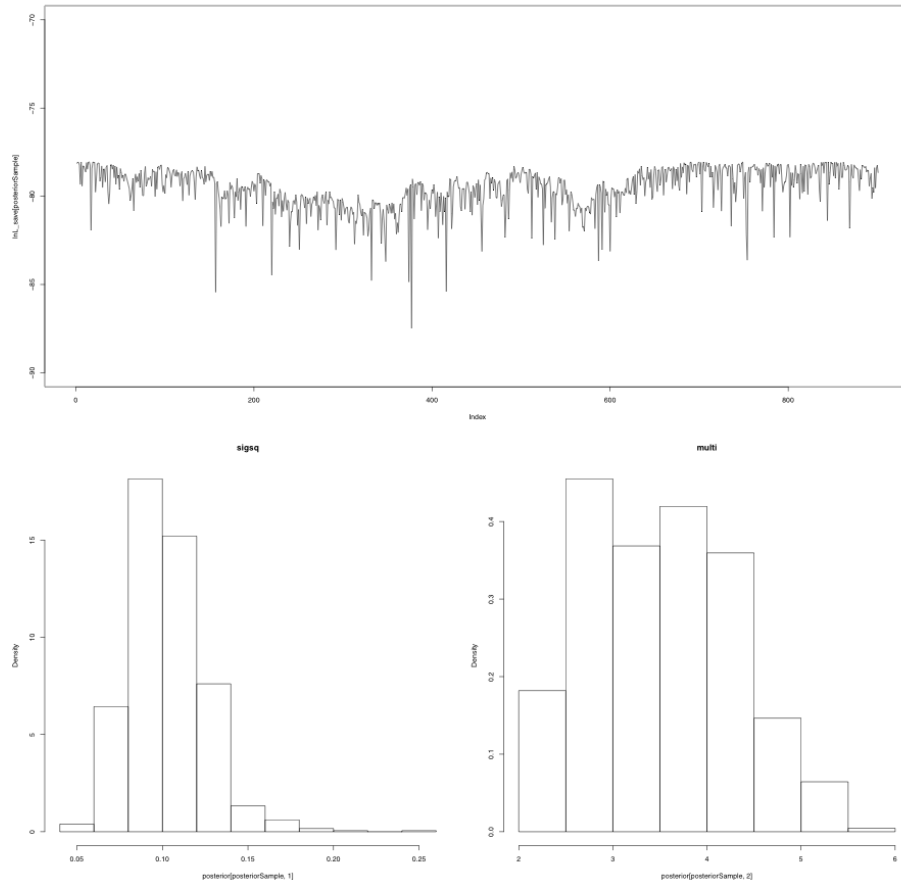 -70
-75
-80
-85
-90
lnL_save[posteriorSample]
0 200 400 600 800
Index
sigsq
15
10
5
0
Density
0.05 0.10 0.15 0.20 0.25
posterior[posteriorSample, 1]
multi
0.4
0.3
0.2
0.1
0.0
Density
2 3 4 5 6
posterior[posteriorSample, 2]